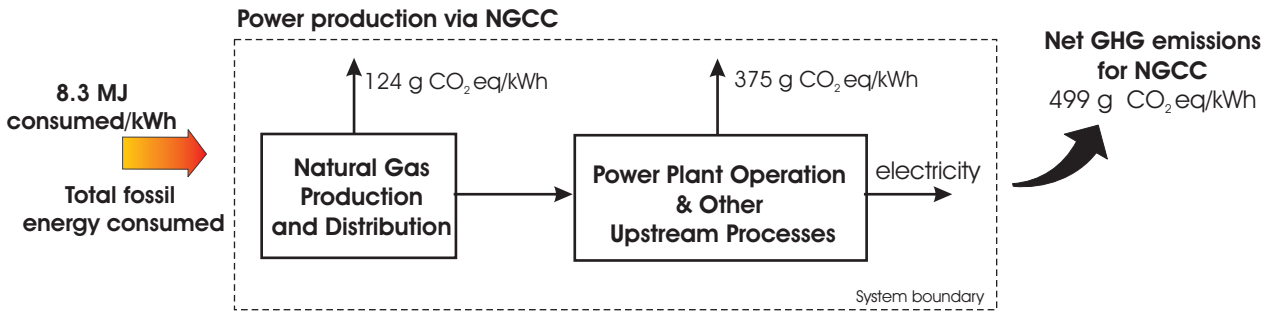 Power production via NGCC
8.3 MJ
consumed/kWh
Total fossil
energy consumed
124 g CO₂ eq/kWh
Natural Gas
Production
and Distribution
375 g CO₂ eq/kWh
Power Plant Operation
& Other
Upstream Processes
electricity
System boundary
Net GHG emissions
for NGCC
499 g CO₂ eq/kWh